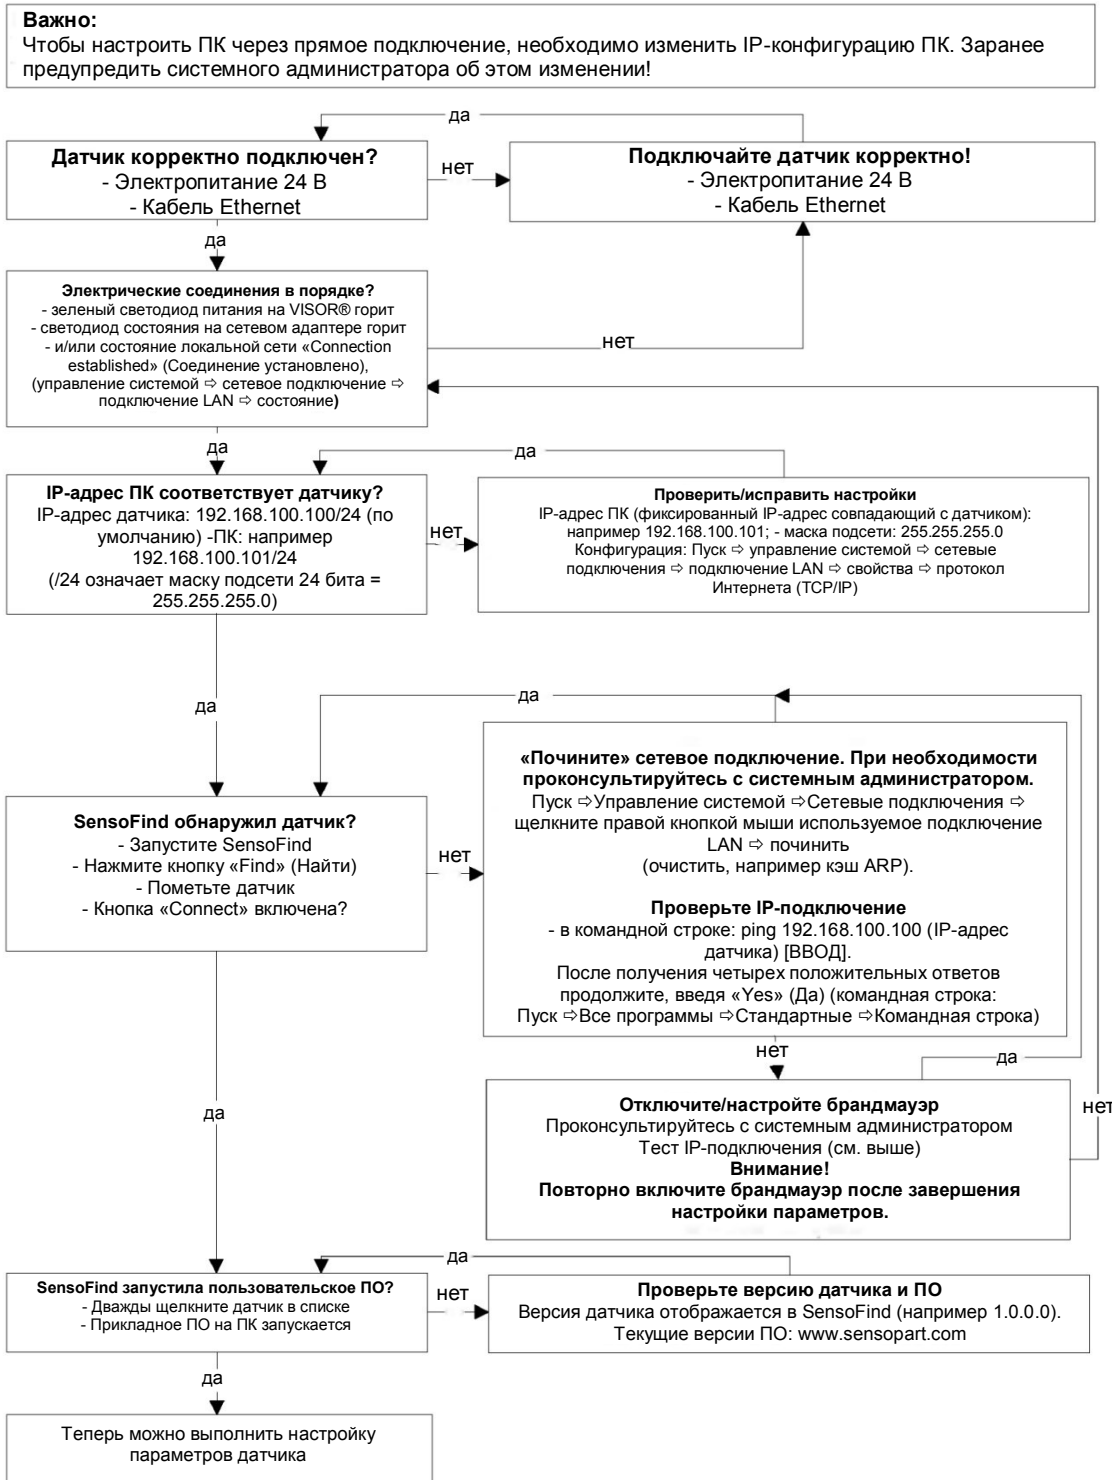 Важно:
Чтобы настроить ПК через прямое подключение, необходимо изменить IP-конфигурацию ПК. Заранее
предупредить системного администратора об этом изменении!
да
Датчик корректно подключен?
- Электропитание 24 В
- Кабель Ethernet
нет
Подключайте датчик корректно!
- Электропитание 24 В
- Кабель Ethernet
да
Электрические соединения в порядке?
- зеленый светодиод питания на VISOR® горит
- светодиод состояния на сетевом адаптере горит
- и/или состояние локальной сети «Connection
established» (Соединение установлено),
(управление системой ⇨ сетевое подключение ⇨
подключение LAN ⇨ состояние)
нет
да
да
IP-адрес ПК соответствует датчику?
IP-адрес датчика: 192.168.100.100/24 (по
умолчанию) -ПК: например
192.168.100.101/24
(/24 означает маску подсети 24 бита =
255.255.255.0)
нет
Проверить/исправить настройки
IP-адрес ПК (фиксированный IP-адрес совпадающий с датчиком):
например 192.168.100.101; - маска подсети: 255.255.255.0
Конфигурация: Пуск ⇨ управление системой ⇨ сетевые
подключения ⇨ подключение LAN ⇨ свойства ⇨ протокол
Интернета (TCP/IP)
да
да
SensoFind обнаружил датчик?
- Запустите SensoFind
- Нажмите кнопку «Find» (Найти)
- Пометьте датчик
- Кнопка «Connect» включена?
нет
«Почините» сетевое подключение. При необходимости
проконсультируйтесь с системным администратором.
Пуск ⇨Управление системой ⇨Сетевые подключения ⇨
щелкните правой кнопкой мыши используемое подключение
LAN ⇨ починить
(очистить, например кэш ARP).
Проверьте IP-подключение
- в командной строке: ping 192.168.100.100 (IP-адрес
датчика) [ВВОД].
После получения четырех положительных ответов
продолжите, введя «Yes» (Да) (командная строка:
Пуск ⇨Все программы ⇨Стандартные ⇨Командная строка)
нет
да
да
Отключите/настройте брандмауэр
Проконсультируйтесь с системным администратором
Тест IP-подключения (см. выше)
Внимание!
Повторно включите брандмауэр после завершения
настройки параметров.
нет
да
SensoFind запустила пользовательское ПО?
- Дважды щелкните датчик в списке
- Прикладное ПО на ПК запускается
нет
Проверьте версию датчика и ПО
Версия датчика отображается в SensoFind (например 1.0.0.0).
Текущие версии ПО: www.sensopart.com
да
Теперь можно выполнить настройку
параметров датчика